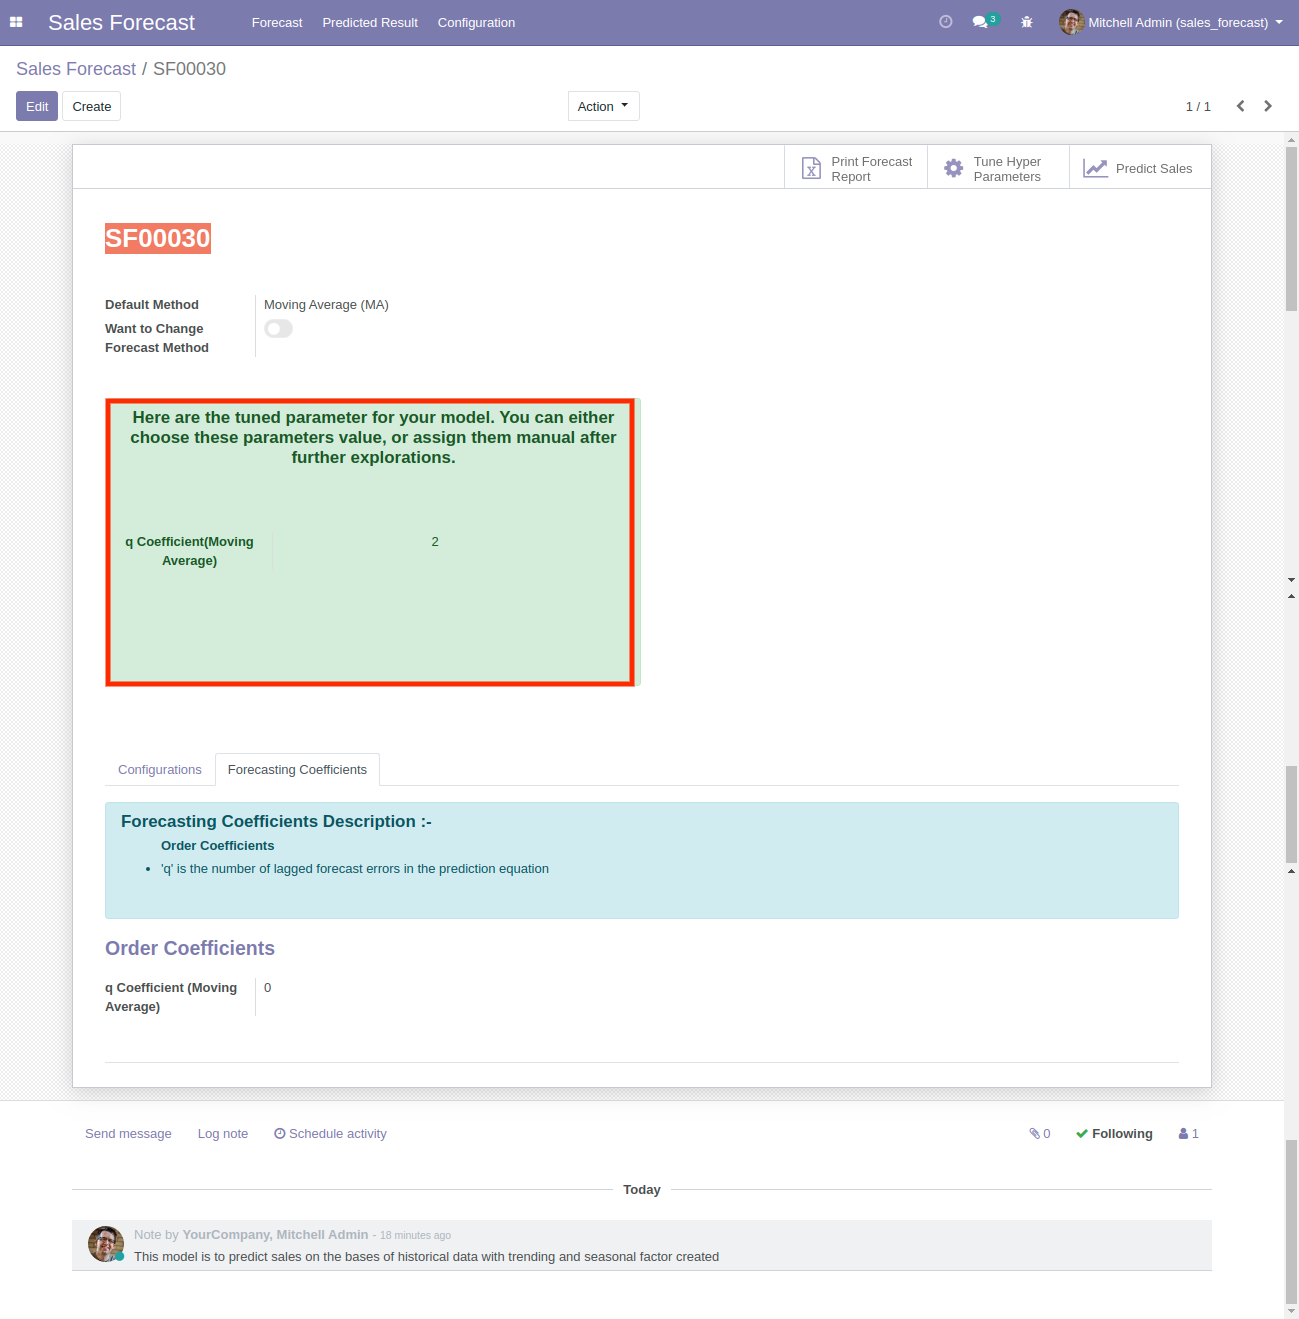 Sales Forecast
Forecast
Predicted Result
Configuration
3
Mitchell Admin (sales_forecast)
Sales Forecast / SF00030
Edit
Create
Action
1 / 1
Print Forecast
Report
Tune Hyper
Parameters
Predict Sales
SF00030
Default Method
Moving Average (MA)
Want to Change
Forecast Method
Here are the tuned parameter for your model. You can either
choose these parameters value, or assign them manual after
further explorations.
q Coefficient(Moving
Average)
2
Configurations
Forecasting Coefficients
Forecasting Coefficients Description :-
Order Coefficients
• 'q' is the number of lagged forecast errors in the prediction equation
Order Coefficients
q Coefficient (Moving
Average)
0
Send message
Log note
Schedule activity
0
Following
1
Today
Note by YourCompany, Mitchell Admin - 18 minutes ago
This model is to predict sales on the bases of historical data with trending and seasonal factor created